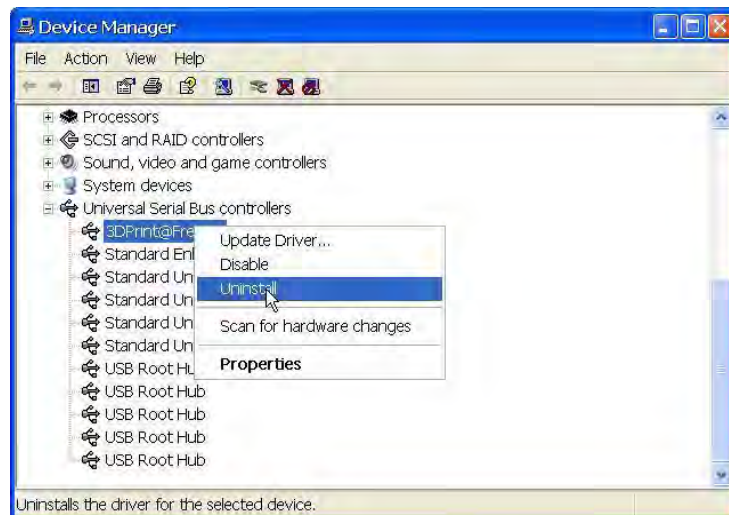 Device Manager
File Action View Help
Processors
SCSI and RAID controllers
Sound, video and game controllers
System devices
Universal Serial Bus controllers
3DPrint@Fre
Standard Enl
Standard Un
Standard Un
Standard Un
Standard Un
USB Root Hu
USB Root Hub
USB Root Hub
USB Root Hub
USB Root Hub
Update Driver...
Disable
Uninstall
Scan for hardware changes
Properties
Uninstalls the driver for the selected device.